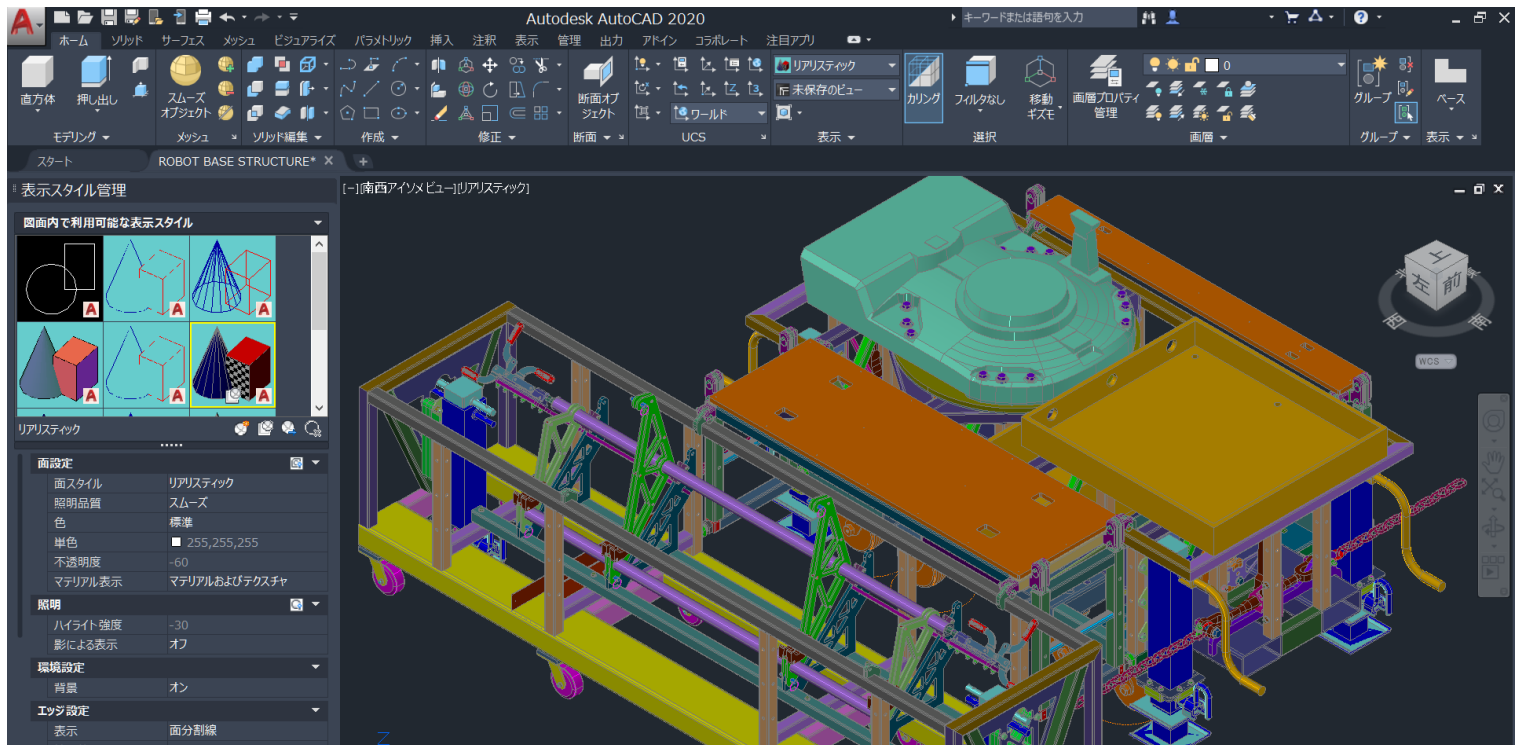 Autodesk AutoCAD 2020
キーワードまたは語句を入力
ホーム ソリッド サーフェス メッシュ ビジュアライズ パラメトリック 挿入 注釈 表示 管理 出力 アドイン コラボレート 注目アプリ
直方体 押し出し スムーズ オブジェクト 断面オブジェクト リアリスティック 未保存のビュー ワールド カリング フィルタなし 移動ギズモ 画層プロパティ管理 0 グループ ベース
モデリング メッシュ ソリッド編集 作成 修正 断面 UCS 表示 選択 画層 グループ 表示
スタート ROBOT BASE STRUCTURE*
表示スタイル管理
[-][南西アイソメ ビュー][リアリスティック]
図面内で利用可能な表示スタイル
リアリスティック
面設定
面スタイル リアリスティック
照明品質 スムーズ
色 標準
単色 255,255,255
不透明度 -60
マテリアル表示 マテリアルおよびテクスチャ
照明
ハイライト強度 -30
影による表示 オフ
環境設定
背景 オン
エッジ設定
表示 面分割線
上
左 前
西 南
WCS
Z